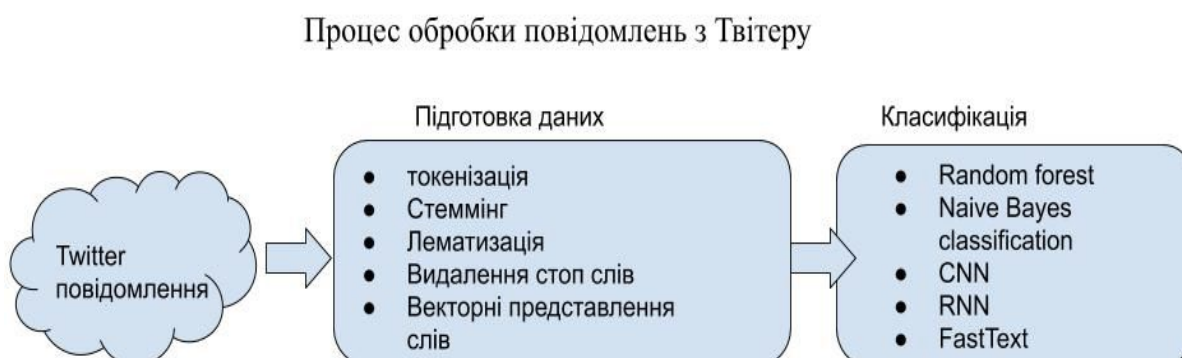 Процес обробки повідомлень з Твітеру
Підготовка даних
Класифікація
Twitter
повідомлення
● токенізація
● Стеммінг
● Лематизація
● Видалення стоп слів
● Векторні представлення
слів
● Random forest
● Naive Bayes
classification
● CNN
● RNN
● FastText